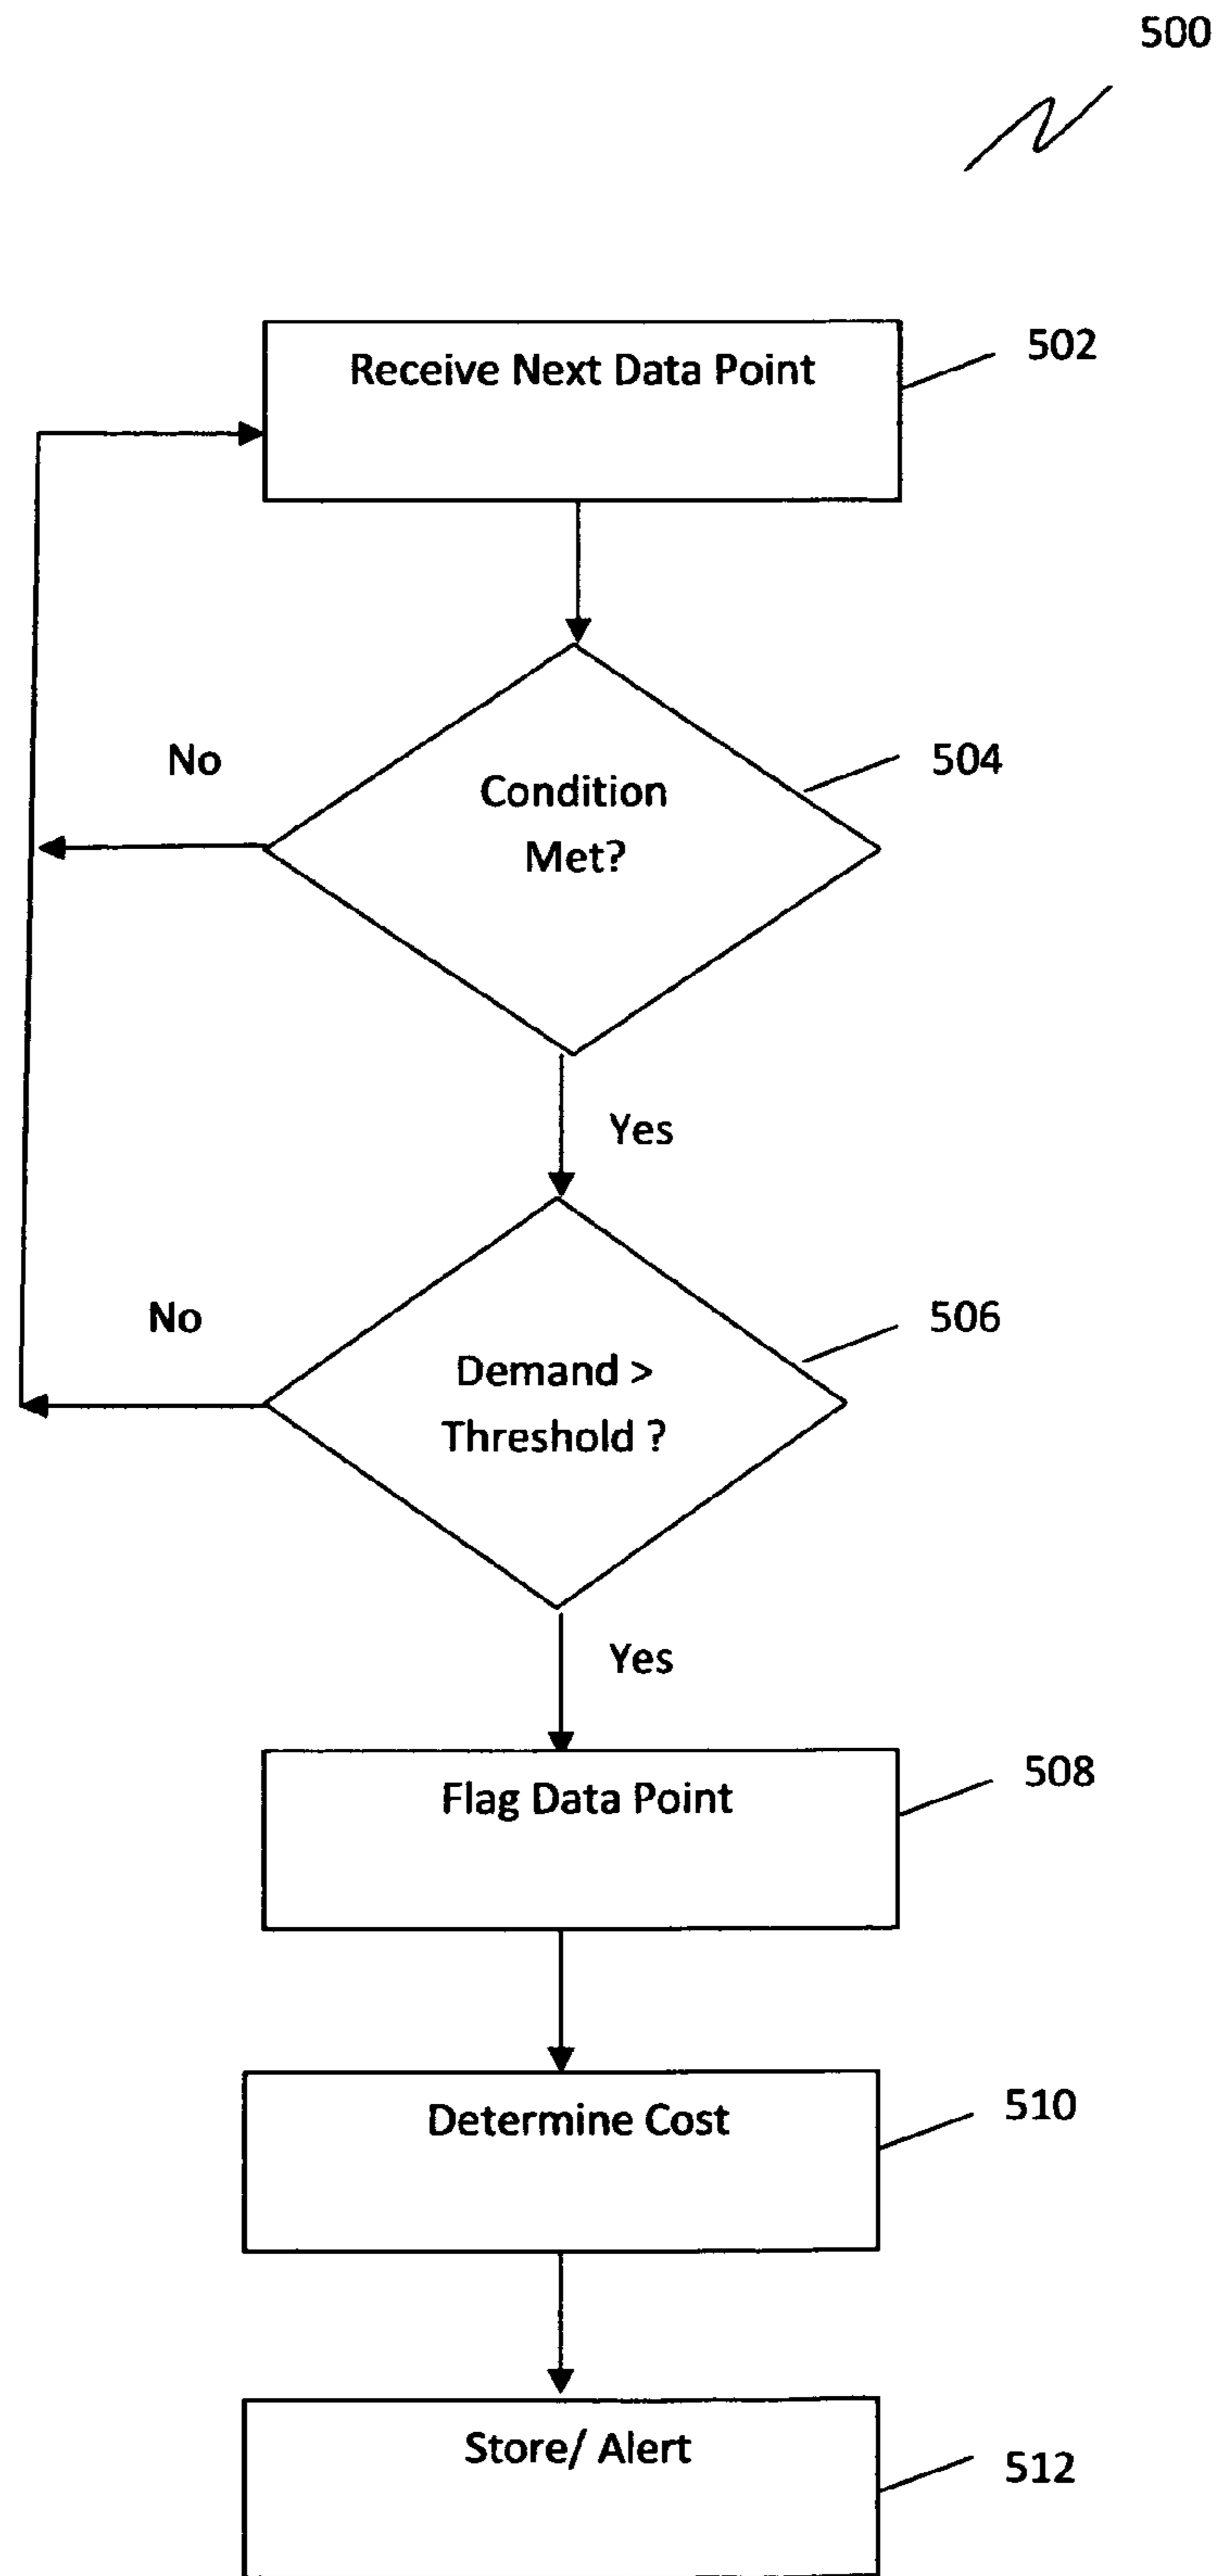 500
Receive Next Data Point
502
No
504
Condition
Met?
Yes
No
506
Demand >
Threshold ?
Yes
Flag Data Point
508
Determine Cost
510
Store/ Alert
512